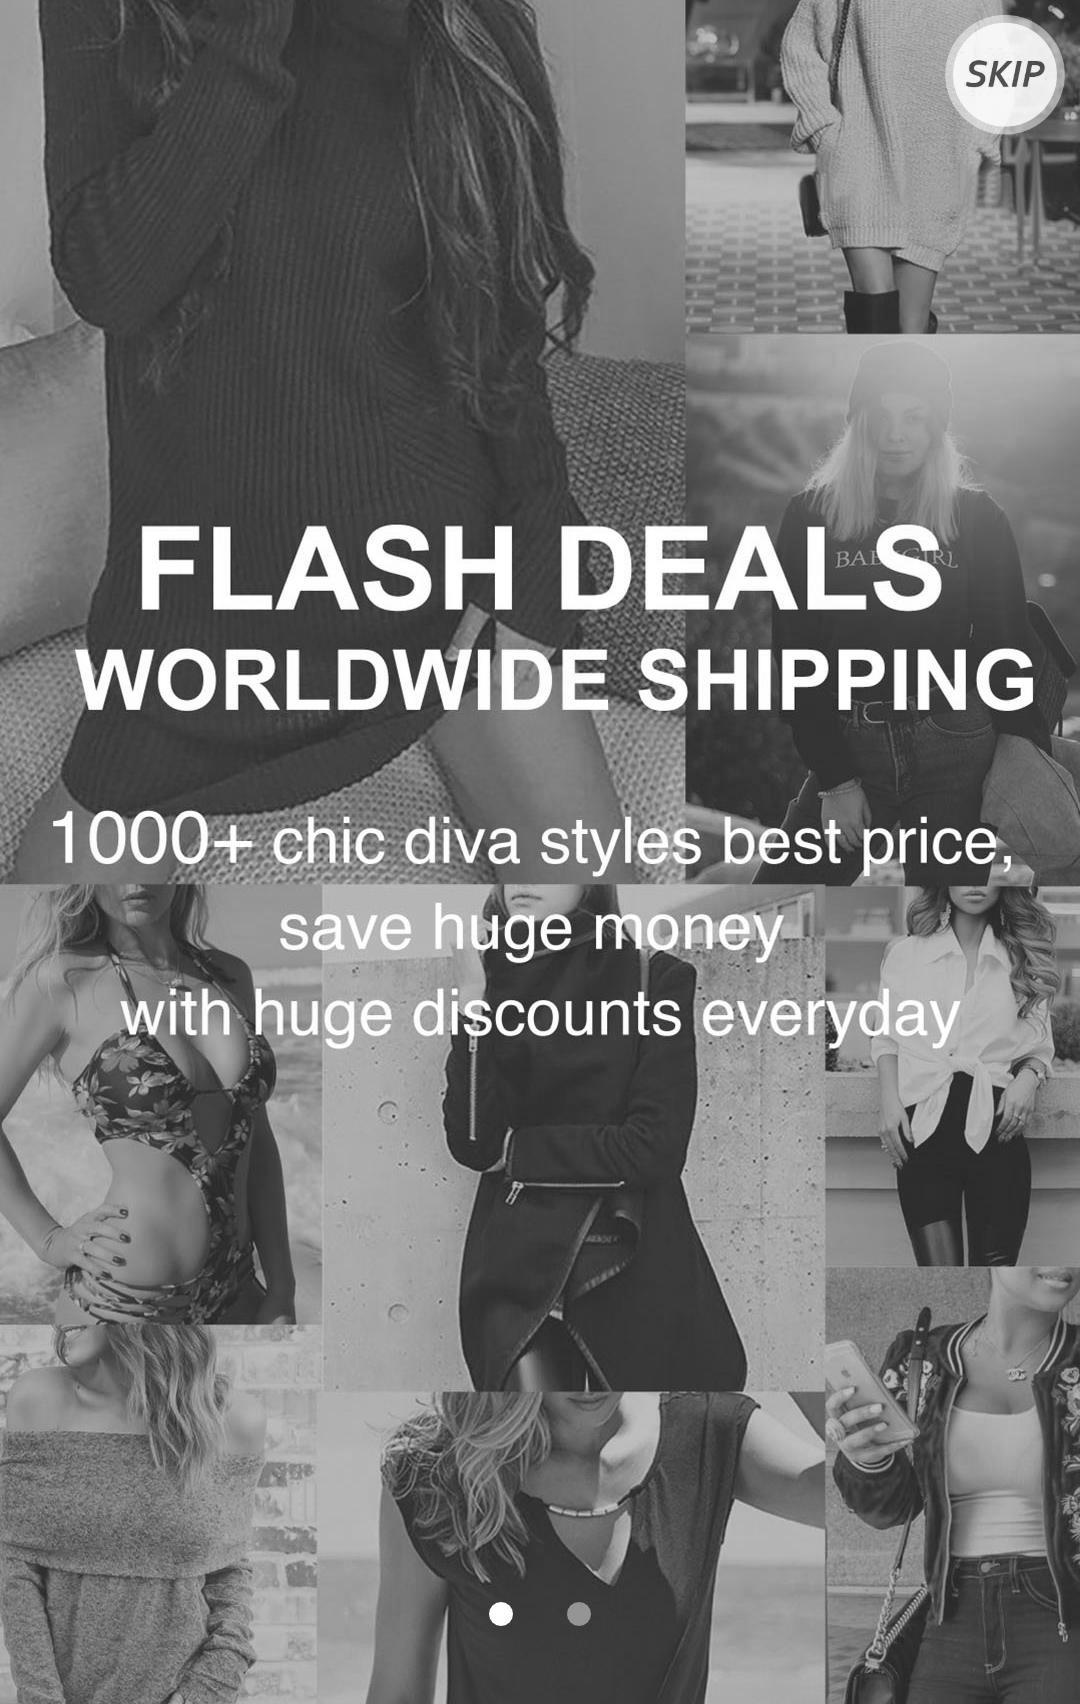 SKIP
FLASH DEALS
WORLDWIDE SHIPPING
1000+ chic diva styles best price,
save huge money
with huge discounts everyday